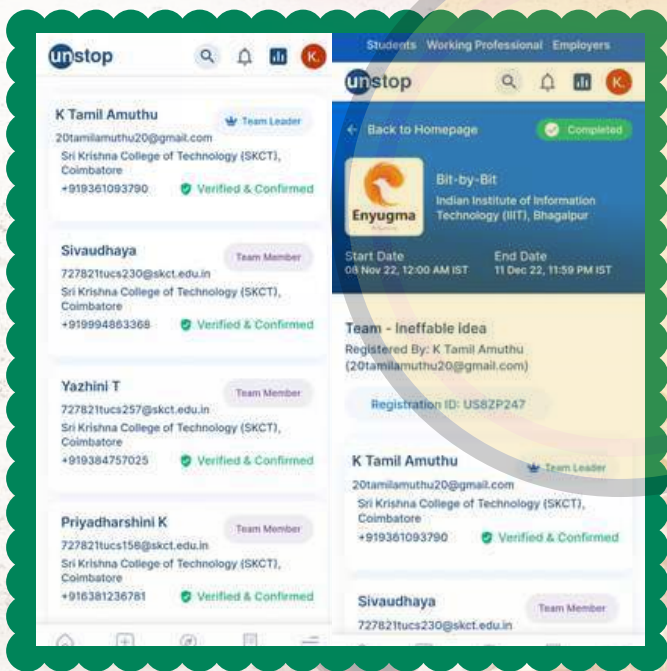 unstop
K.
K Tamil Amuthu
Team Leader
20tamilamuthu20@gmail.com
Sri Krishna College of Technology (SKCT),
Coimbatore
+919361093790
Verified & Confirmed
Sivaudhaya
Team Member
727821tucs230@skct.edu.in
Sri Krishna College of Technology (SKCT),
Coimbatore
+919994863368
Verified & Confirmed
Yazhini T
Team Member
727821tucs257@skct.edu.in
Sri Krishna College of Technology (SKCT),
Coimbatore
+919384757025
Verified & Confirmed
Priyadharshini K
Team Member
727821tucs156@skct.edu.in
Sri Krishna College of Technology (SKCT),
Coimbatore
+916381236781
Verified & Confirmed
Students Working Professional Employers
unstop
K.
← Back to Homepage
Completed
Enyugma
Bit-by-Bit
Indian Institute of Information
Technology (IIIT), Bhagalpur
Start Date
08 Nov 22, 12:00 AM IST
End Date
11 Dec 22, 11:59 PM IST
Team - Ineffable idea
Registered By: K Tamil Amuthu
(20tamilamuthu20@gmail.com)
Registration ID: US8ZP247
K Tamil Amuthu
Team Leader
20tamilamuthu20@gmail.com
Sri Krishna College of Technology (SKCT),
Coimbatore
+919361093790
Verified & Confirmed
Sivaudhaya
Team Member
727821tucs230@skct.edu.in